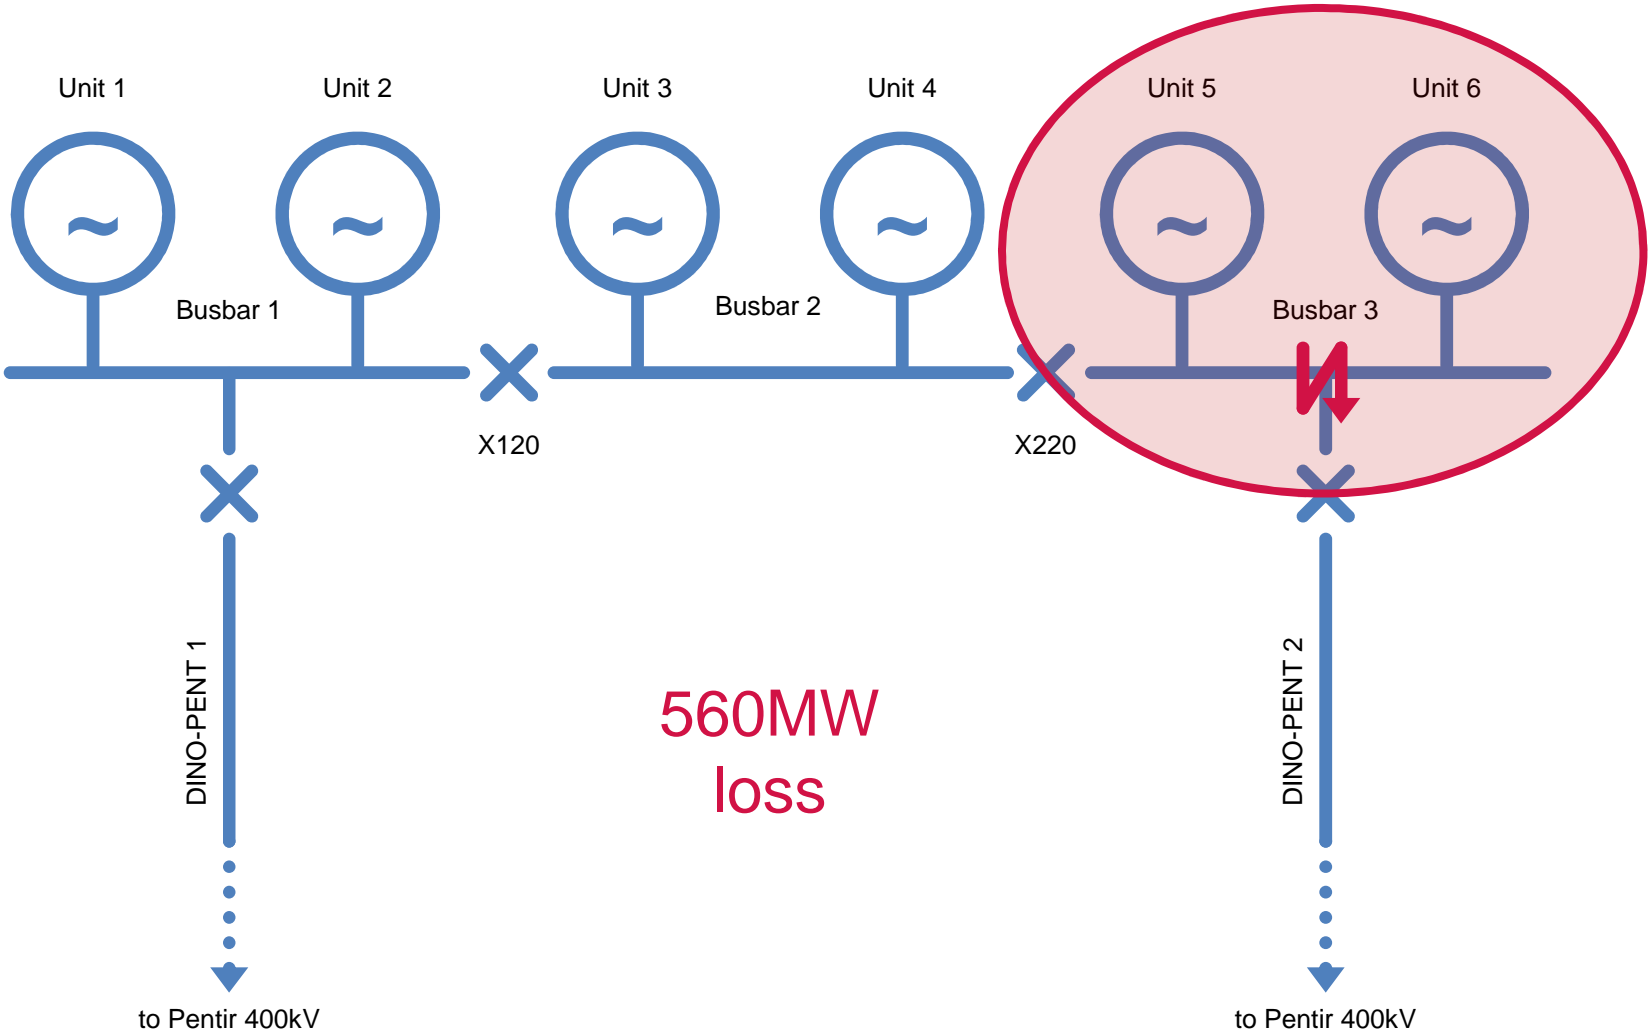 Unit 1
Unit 2
Unit 3
Unit 4
Unit 5
Unit 6
Busbar 1
Busbar 2
Busbar 3
X120
X220
DINO-PENT 1
560MW
loss
DINO-PENT 2
to Pentir 400kV
to Pentir 400kV